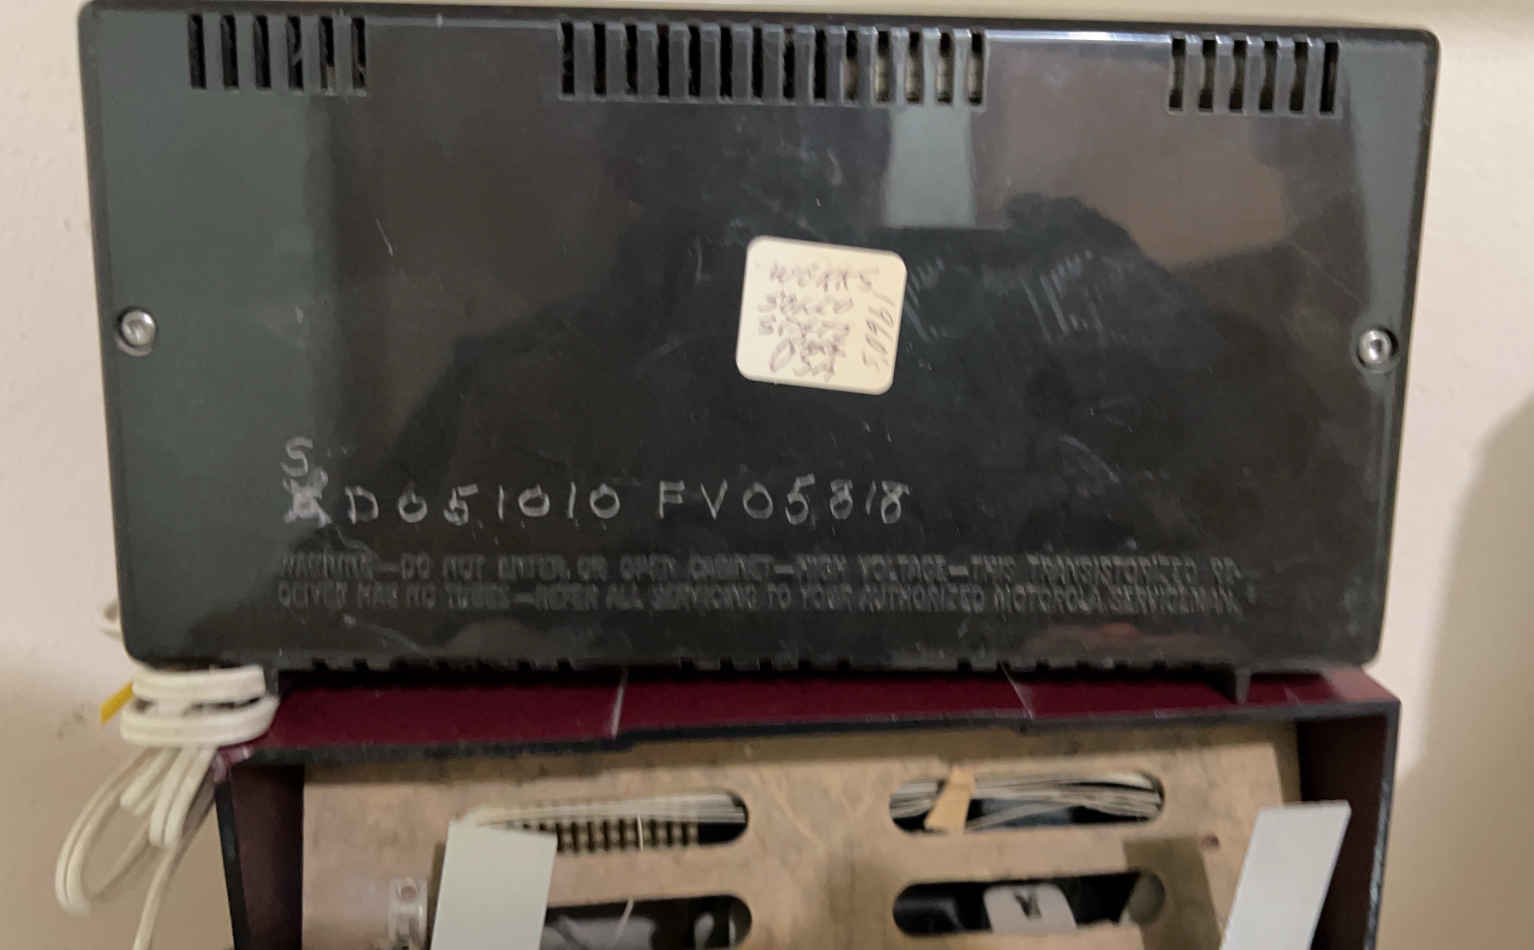 WORKS
S
D051010 FV05818
WARNING—DO NOT ENTER OR OPEN CABINET—HIGH VOLTAGE—THIS TRANSISTORIZED RE-
CEIVER HAS NO TUBES—REFER ALL SERVICING TO YOUR AUTHORIZED MOTOROLA SERVICEMAN.